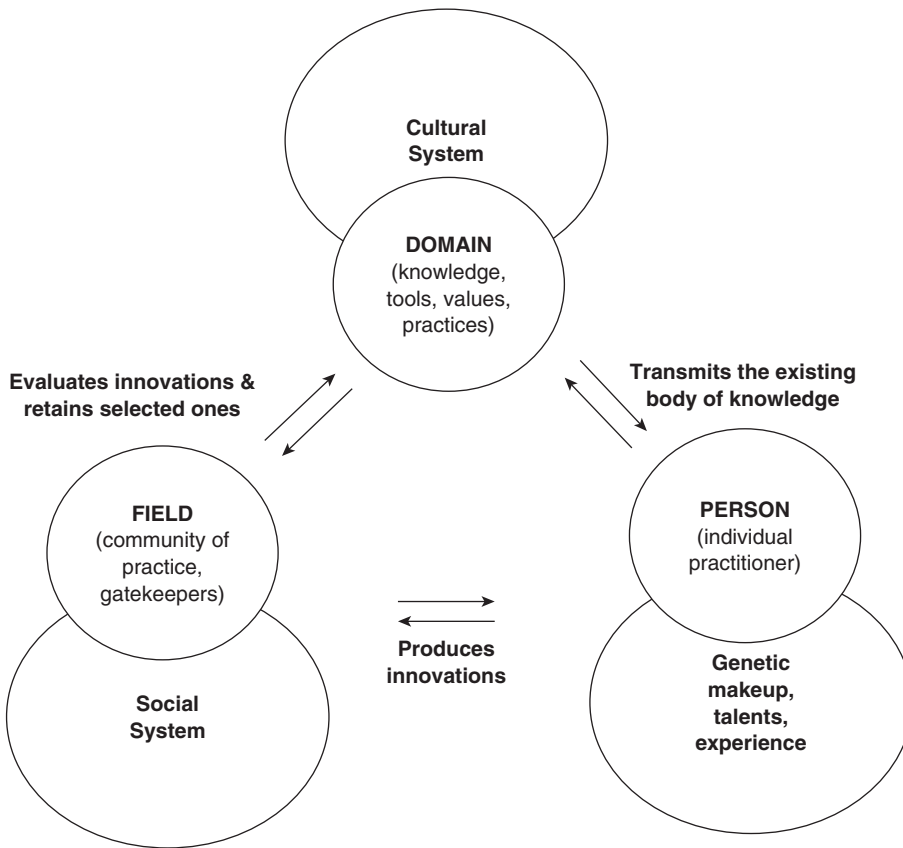 Cultural
System
DOMAIN
(knowledge,
tools, values,
practices)
Evaluates innovations &
retains selected ones
Transmits the existing
body of knowledge
FIELD
(community of
practice,
gatekeepers)
PERSON
(individual
practitioner)
Produces
innovations
Social
System
Genetic
makeup,
talents,
experience